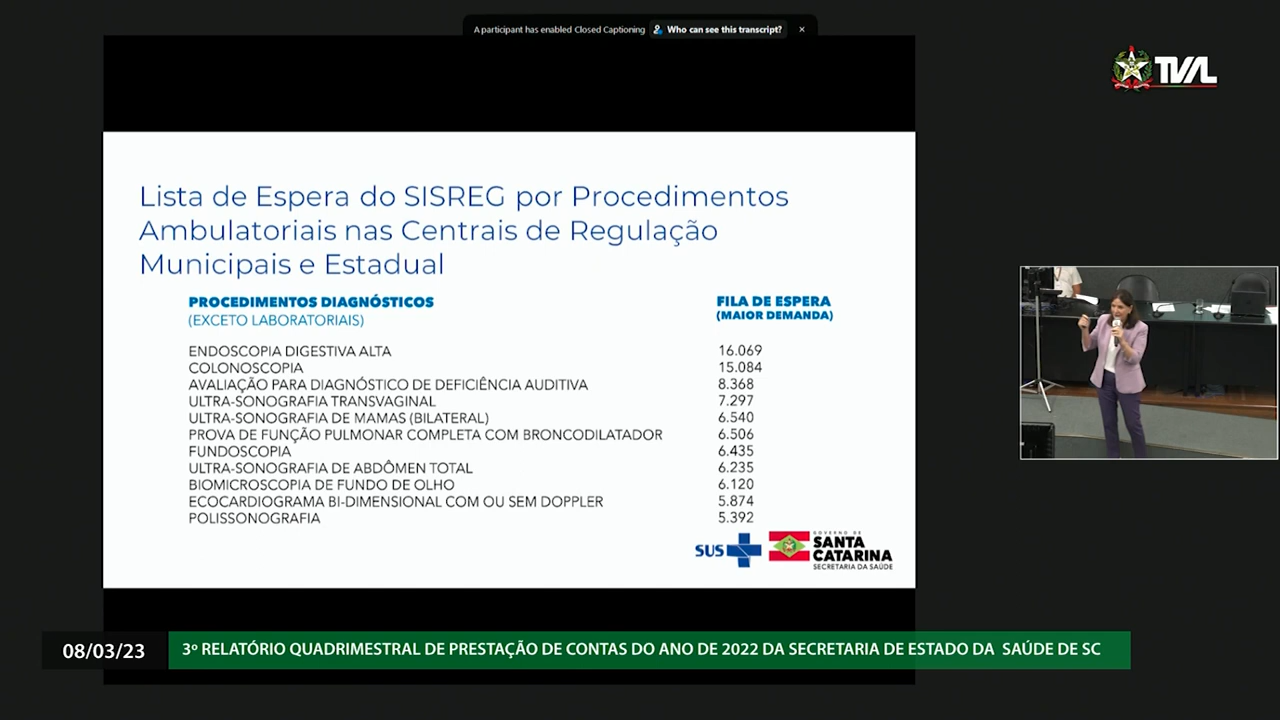 A participant has enabled Closed Captioning Who can see this transcript? ×
TVAL
Lista de Espera do SISREG por Procedimentos
Ambulatoriais nas Centrais de Regulação
Municipais e Estadual
PROCEDIMENTOS DIAGNÓSTICOS FILA DE ESPERA
(EXCETO LABORATORIAIS) (MAIOR DEMANDA)
ENDOSCOPIA DIGESTIVA ALTA 16.069
COLONOSCOPIA 15.084
AVALIAÇÃO PARA DIAGNÓSTICO DE DEFICIÊNCIA AUDITIVA 8.368
ULTRA-SONOGRAFIA TRANSVAGINAL 7.297
ULTRA-SONOGRAFIA DE MAMAS (BILATERAL) 6.540
PROVA DE FUNÇÃO PULMONAR COMPLETA COM BRONCODILATADOR 6.506
FUNDOSCOPIA 6.435
ULTRA-SONOGRAFIA DE ABDÔMEN TOTAL 6.235
BIOMICROSCOPIA DE FUNDO DE OLHO 6.120
ECOCARDIOGRAMA BI-DIMENSIONAL COM OU SEM DOPPLER 5.874
POLISSONOGRAFIA 5.392
SUS
GOVERNO DE
SANTA
CATARINA
SECRETARIA DA SAÚDE
08/03/23 3º RELATÓRIO QUADRIMESTRAL DE PRESTAÇÃO DE CONTAS DO ANO DE 2022 DA SECRETARIA DE ESTADO DA SAÚDE DE SC